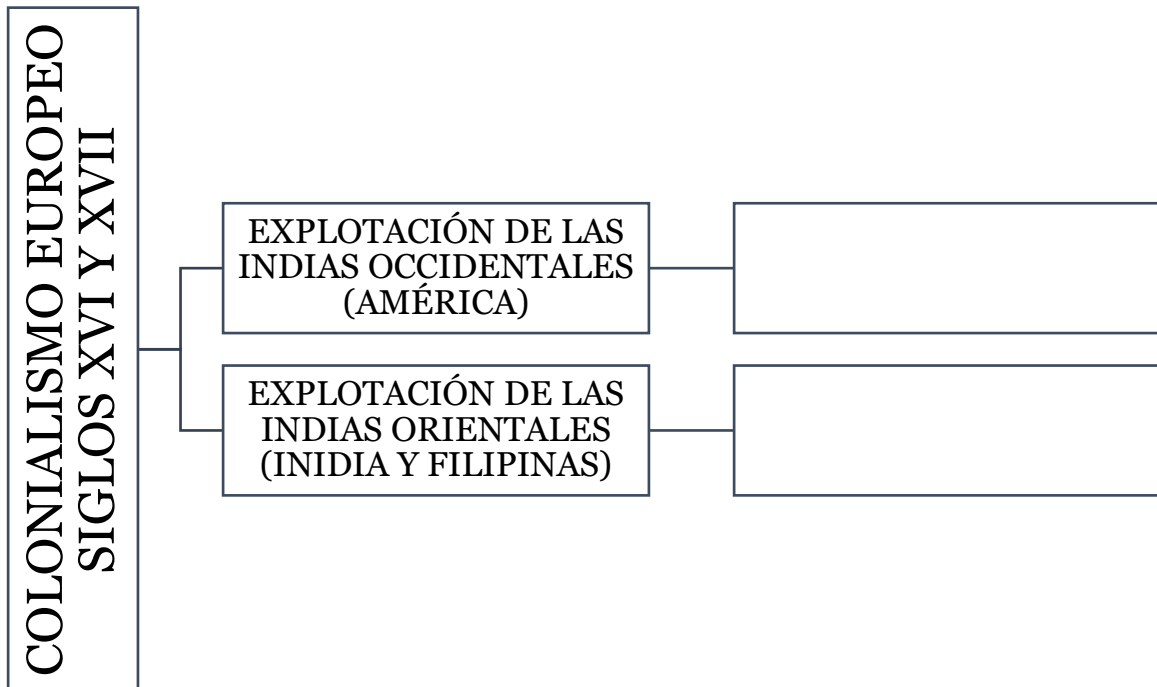 COLONIALISMO EUROPEO
SIGLOS XVI Y XVII
EXPLOTACIÓN DE LAS
INDIAS OCCIDENTALES
(AMÉRICA)
EXPLOTACIÓN DE LAS
INDIAS ORIENTALES
(INIDIA Y FILIPINAS)